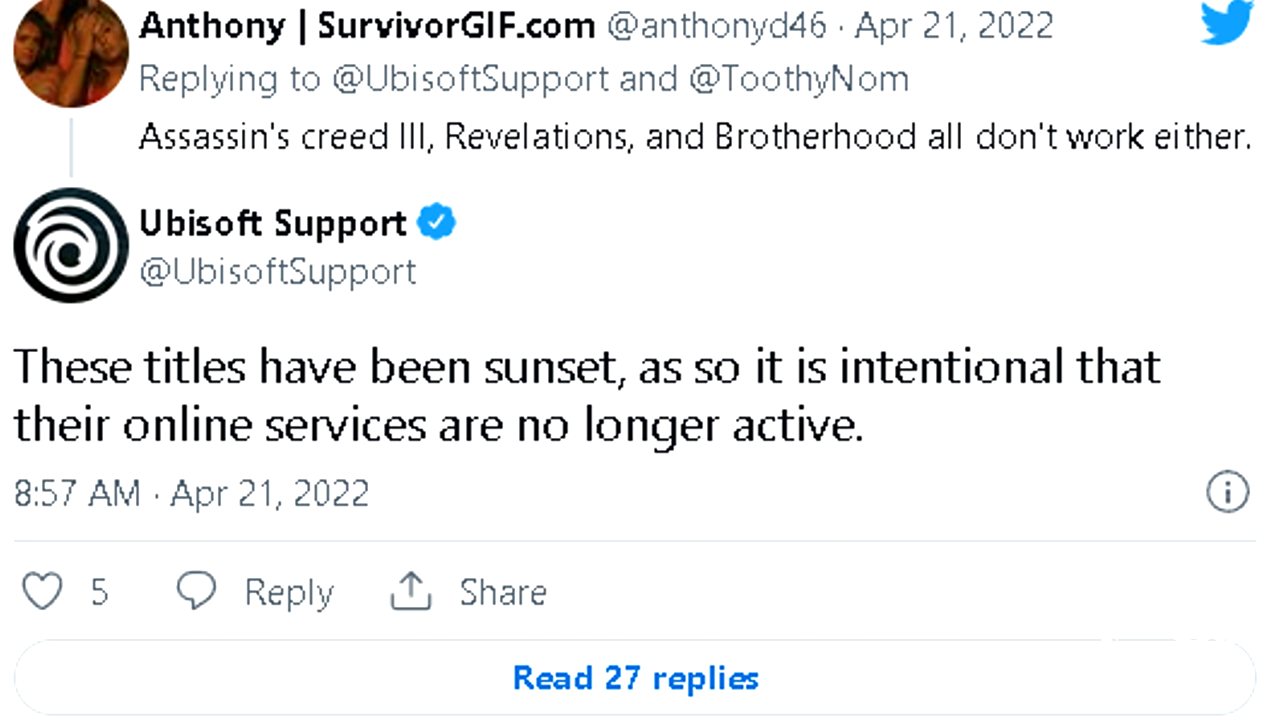 Anthony | SurvivorGIF.com @anthonyd46 · Apr 21, 2022
Replying to @UbisoftSupport and @ToothyNom
Assassin's creed III, Revelations, and Brotherhood all don't work either.
Ubisoft Support
@UbisoftSupport
These titles have been sunset, as so it is intentional that
their online services are no longer active.
8:57 AM · Apr 21, 2022
5 Reply Share
Read 27 replies